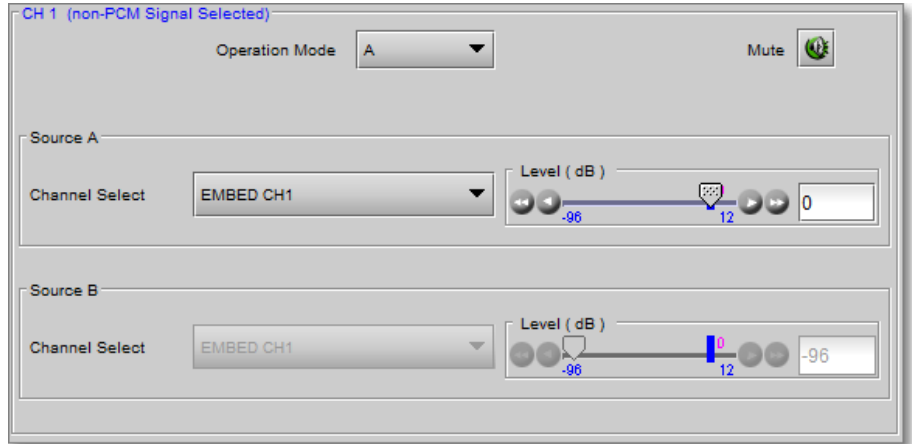 CH 1 (non-PCM Signal Selected)
Operation Mode A Mute
Source A
Channel Select EMBED CH1 Level ( dB ) 0
-96 12
Source B
Channel Select EMBED CH1 Level ( dB ) 0 -96
-96 12